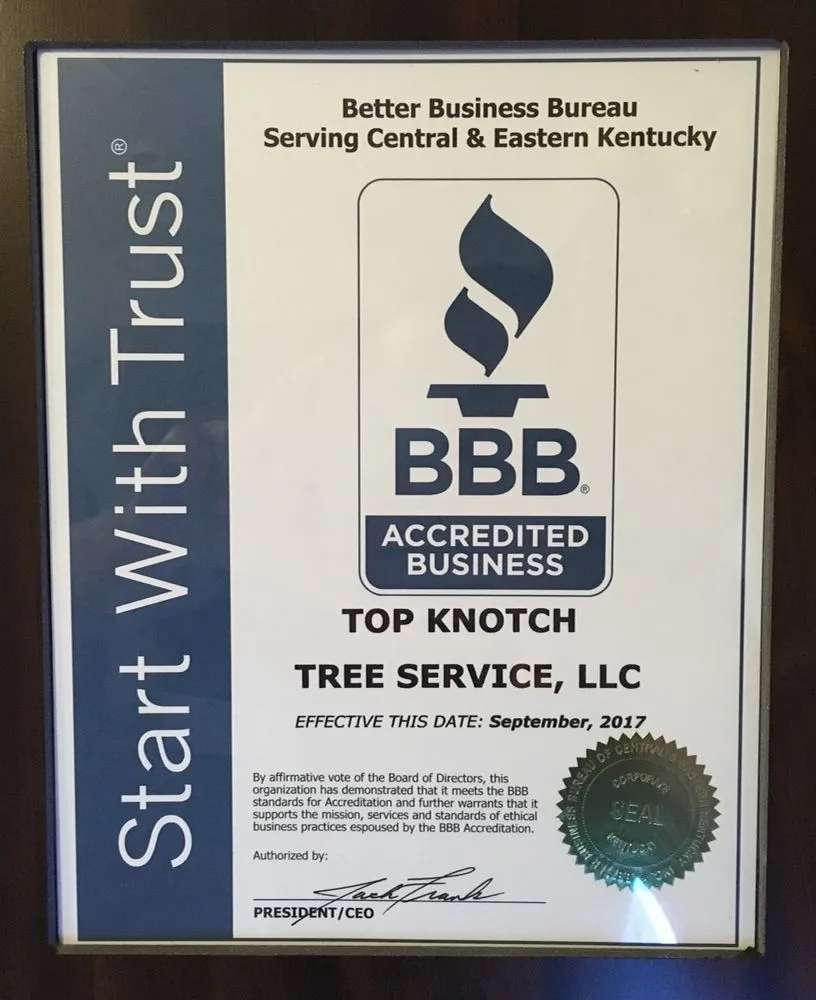 Start With Trust®
Better Business Bureau
Serving Central & Eastern Kentucky
BBB®
ACCREDITED
BUSINESS
TOP KNOTCH
TREE SERVICE, LLC
EFFECTIVE THIS DATE: September, 2017
By affirmative vote of the Board of Directors, this
organization has demonstrated that it meets the BBB
standards for Accreditation and further warrants that it
supports the mission, services and standards of ethical
business practices espoused by the BBB Accreditation.
Authorized by:
Jack Frank
PRESIDENT/CEO
CORPORATE
SEAL
KENTUCKY